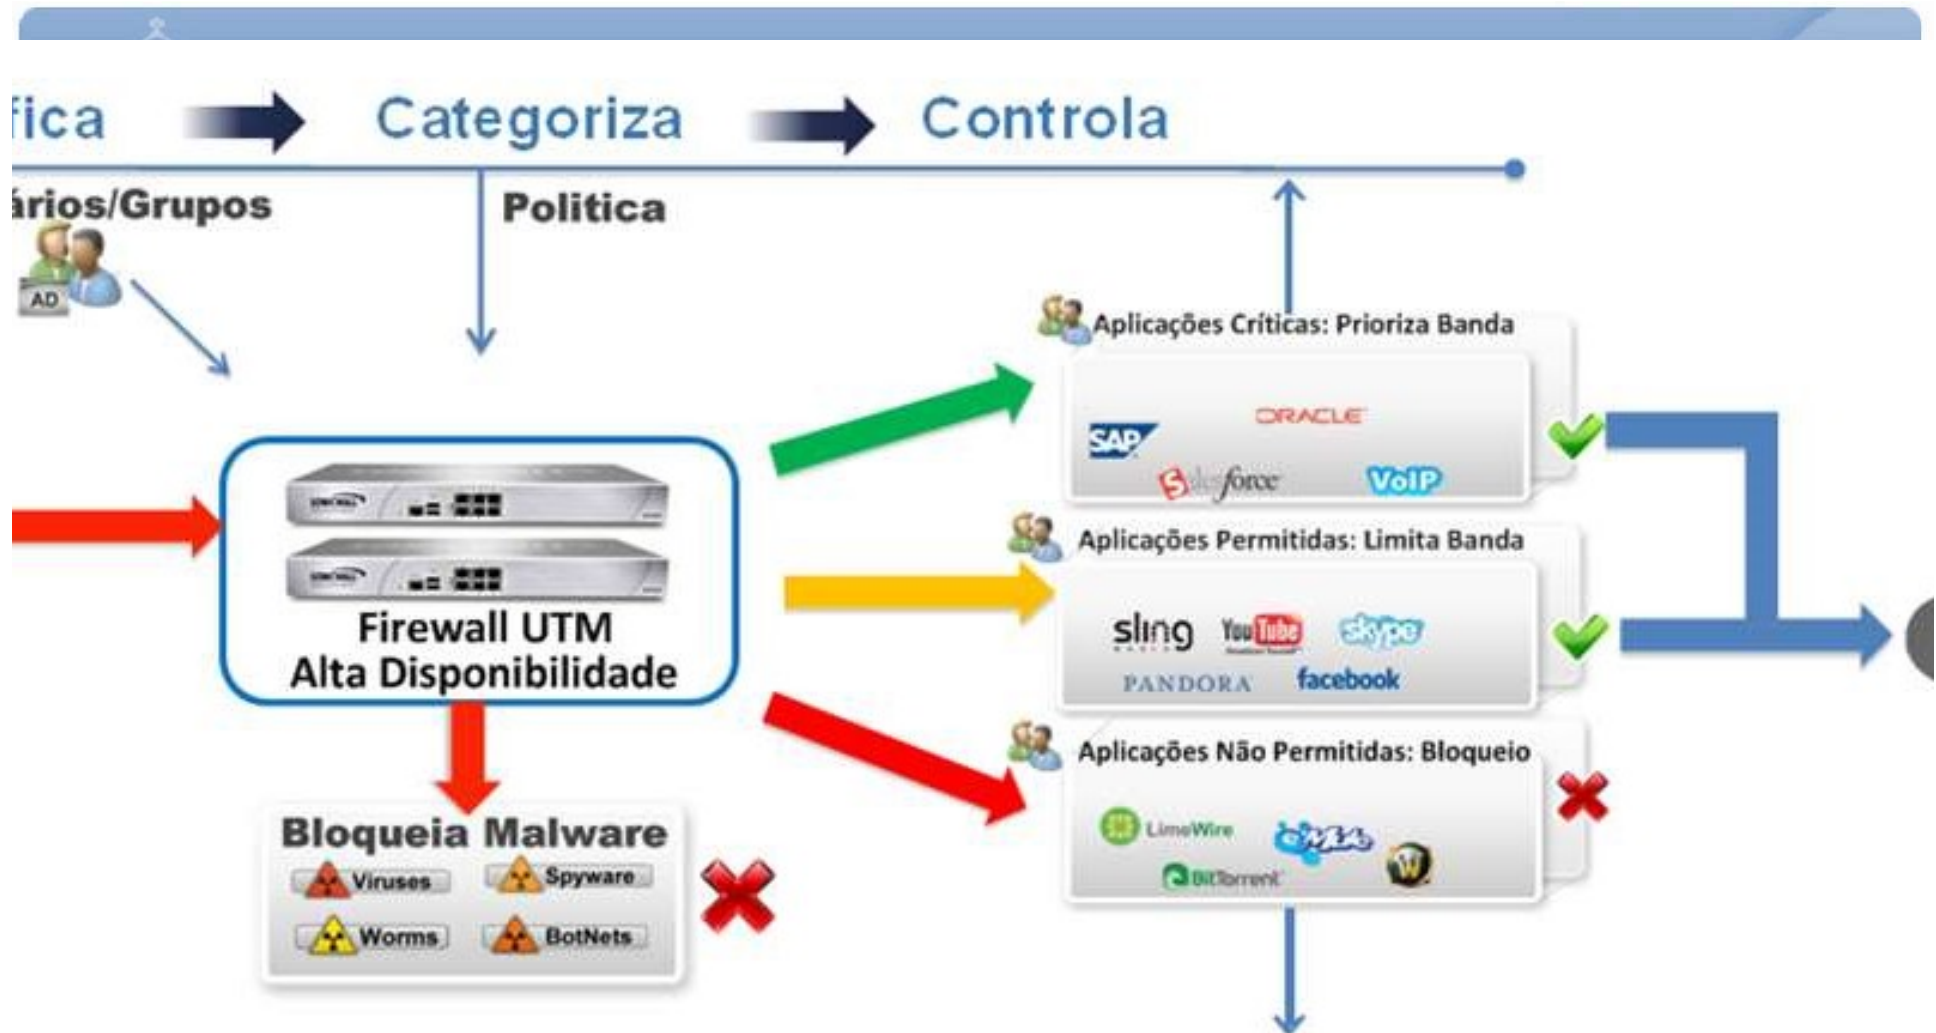 fica
Categoriza
Controla
ários/Grupos
AD
Politica
Aplicações Críticas: Prioriza Banda
ORACLE
SAP
Salesforce
VoIP
SONICWALL
SONICWALL
Firewall UTM
Alta Disponibilidade
Aplicações Permitidas: Limita Banda
sling
YouTube
skype
PANDORA
facebook
Aplicações Não Permitidas: Bloqueio
LimeWire
BitTorrent
W
Bloqueia Malware
Viruses
Spyware
Worms
BotNets